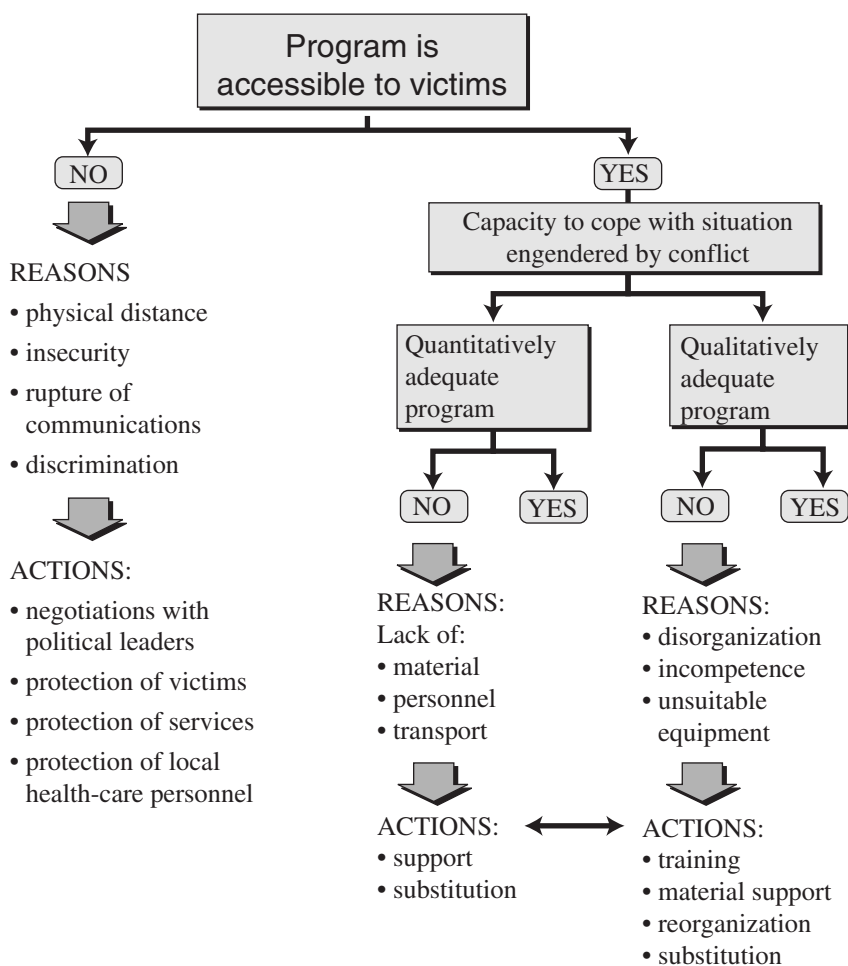 Program is
accessible to victims
NO
YES
REASONS
• physical distance
• insecurity
• rupture of
communications
• discrimination
ACTIONS:
• negotiations with
political leaders
• protection of victims
• protection of services
• protection of local
health-care personnel
Capacity to cope with situation
engendered by conflict
Quantitatively
adequate
program
NO
YES
REASONS:
Lack of:
• material
• personnel
• transport
ACTIONS:
• support
• substitution
Qualitatively
adequate
program
NO
YES
REASONS:
• disorganization
• incompetence
• unsuitable
equipment
ACTIONS:
• training
• material support
• reorganization
• substitution